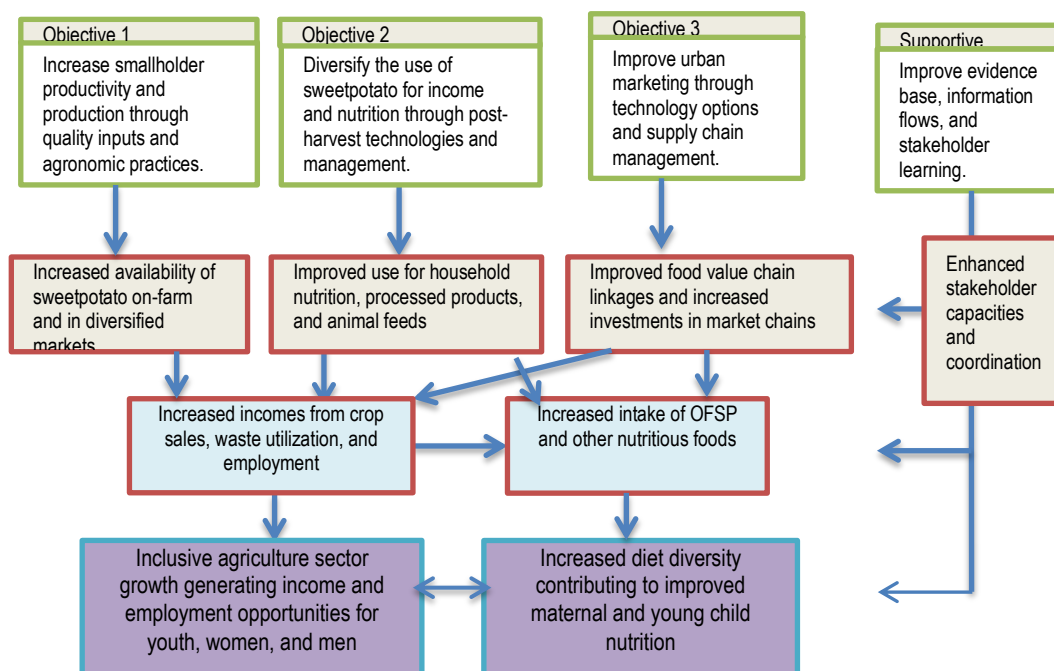 Objective 1
Increase smallholder
productivity and
production through
quality inputs and
agronomic practices.
Objective 2
Diversify the use of
sweetpotato for income
and nutrition through post-
harvest technologies and
management.
Objective 3
Improve urban
marketing through
technology options
and supply chain
management.
Supportive
Improve evidence
base, information
flows, and
stakeholder
learning.
Increased availability of
sweetpotato on-farm
and in diversified
markets
Improved use for household
nutrition, processed products,
and animal feeds
Improved food value chain
linkages and increased
investments in market chains
Enhanced
stakeholder
capacities
and
coordination
Increased incomes from crop
sales, waste utilization, and
employment
Increased intake of OFSP
and other nutritious foods
Inclusive agriculture sector
growth generating income and
employment opportunities for
youth, women, and men
Increased diet diversity
contributing to improved
maternal and young child
nutrition